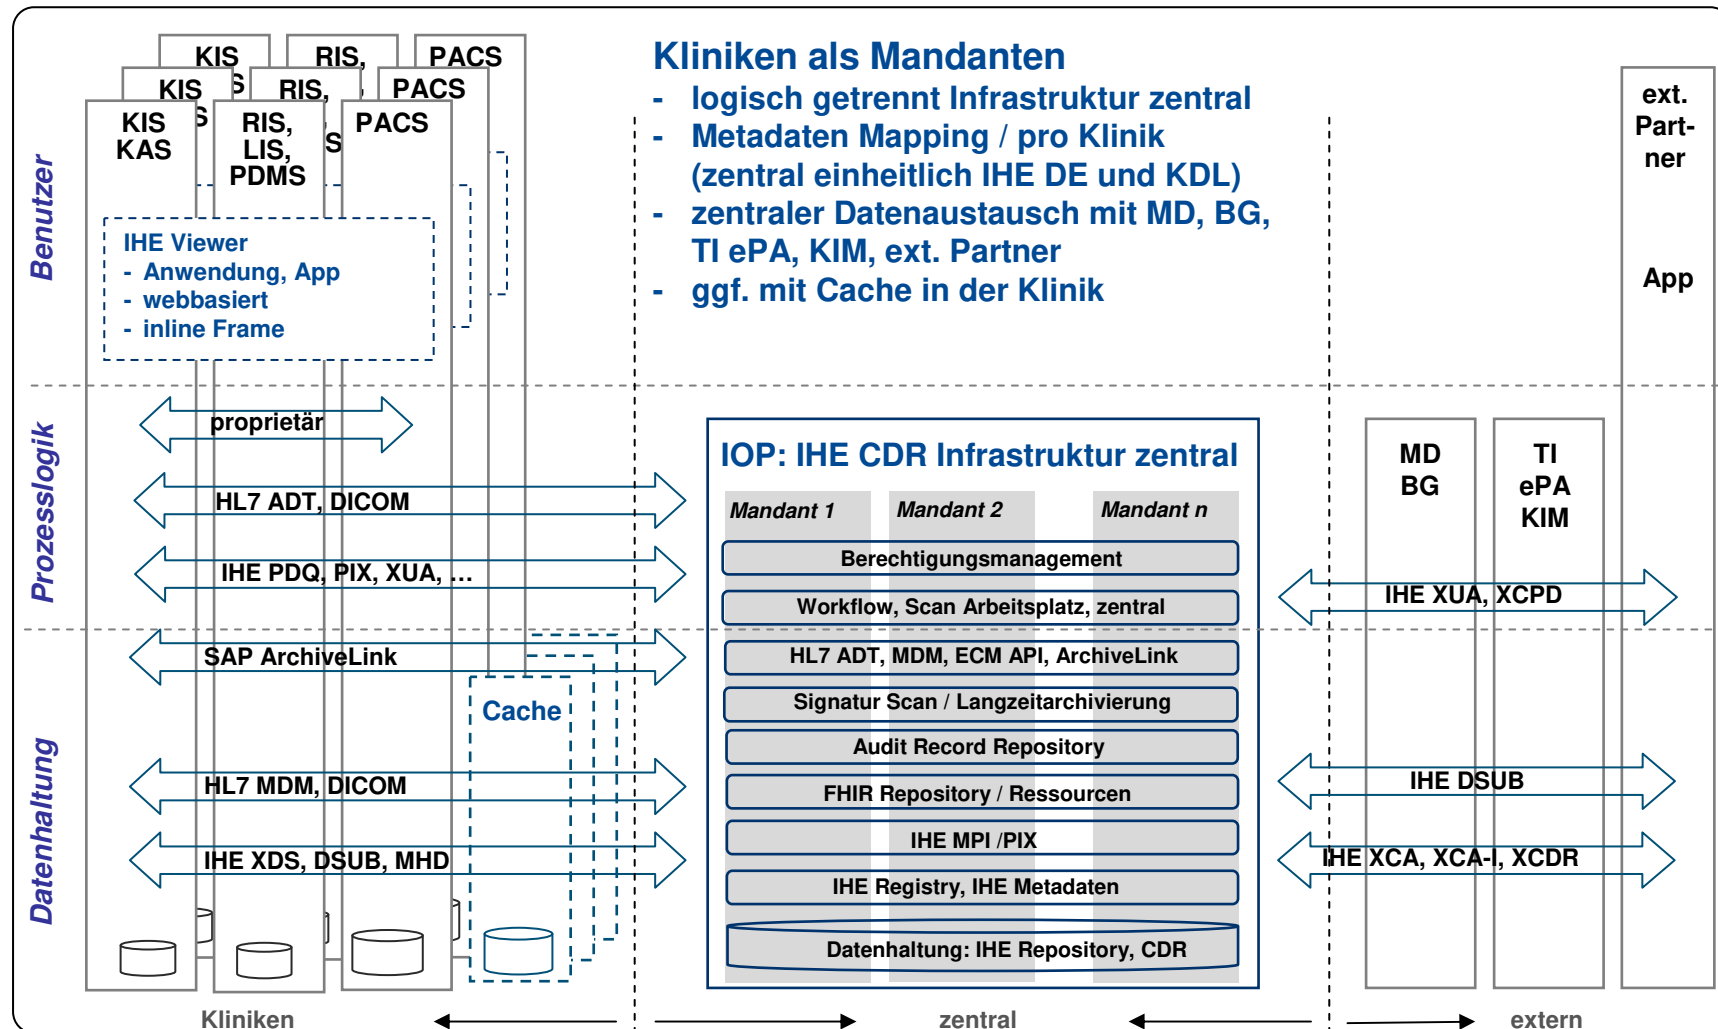 KIS
RIS,
PACS
KIS
S
RIS,
PACS
S
S
KIS
KAS
RIS,
LIS,
PDMS
PACS
Kliniken als Mandanten
- logisch getrennt Infrastruktur zentral
- Metadaten Mapping / pro Klinik
(zentral einheitlich IHE DE und KDL)
- zentraler Datenaustausch mit MD, BG,
TI ePA, KIM, ext. Partner
- ggf. mit Cache in der Klinik
ext.
Part-
ner
App
Benutzer
IHE Viewer
- Anwendung, App
- webbasiert
- inline Frame
Prozesslogik
proprietär
HL7 ADT, DICOM
IHE PDQ, PIX, XUA, …
IOP: IHE CDR Infrastruktur zentral
Mandant 1
Mandant 2
Mandant n
Berechtigungsmanagement
Workflow, Scan Arbeitsplatz, zentral
HL7 ADT, MDM, ECM API, ArchiveLink
Signatur Scan / Langzeitarchivierung
Audit Record Repository
FHIR Repository / Ressourcen
IHE MPI /PIX
IHE Registry, IHE Metadaten
Datenhaltung: IHE Repository, CDR
MD
BG
TI
ePA
KIM
IHE XUA, XCPD
Datenhaltung
SAP ArchiveLink
Cache
HL7 MDM, DICOM
IHE XDS, DSUB, MHD
IHE DSUB
IHE XCA, XCA-I, XCDR
Kliniken
zentral
extern